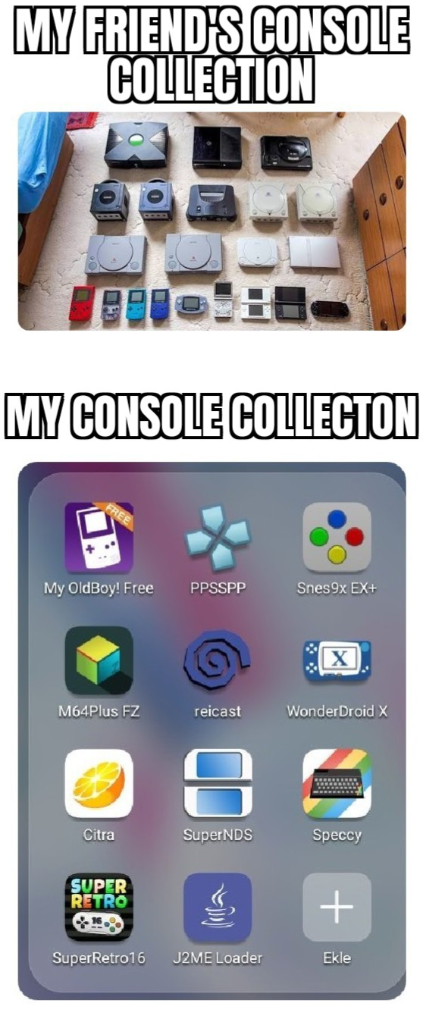 MY FRIEND'S CONSOLE
COLLECTION
MY CONSOLE COLLECTON
FREE
My OldBoy! Free
PPSSPP
Snes9x EX+
M64Plus FZ
reicast
X
WonderDroid X
Citra
SuperNDS
Speccy
SUPER
RETRO
16
SuperRetro16
J2ME Loader
Ekle